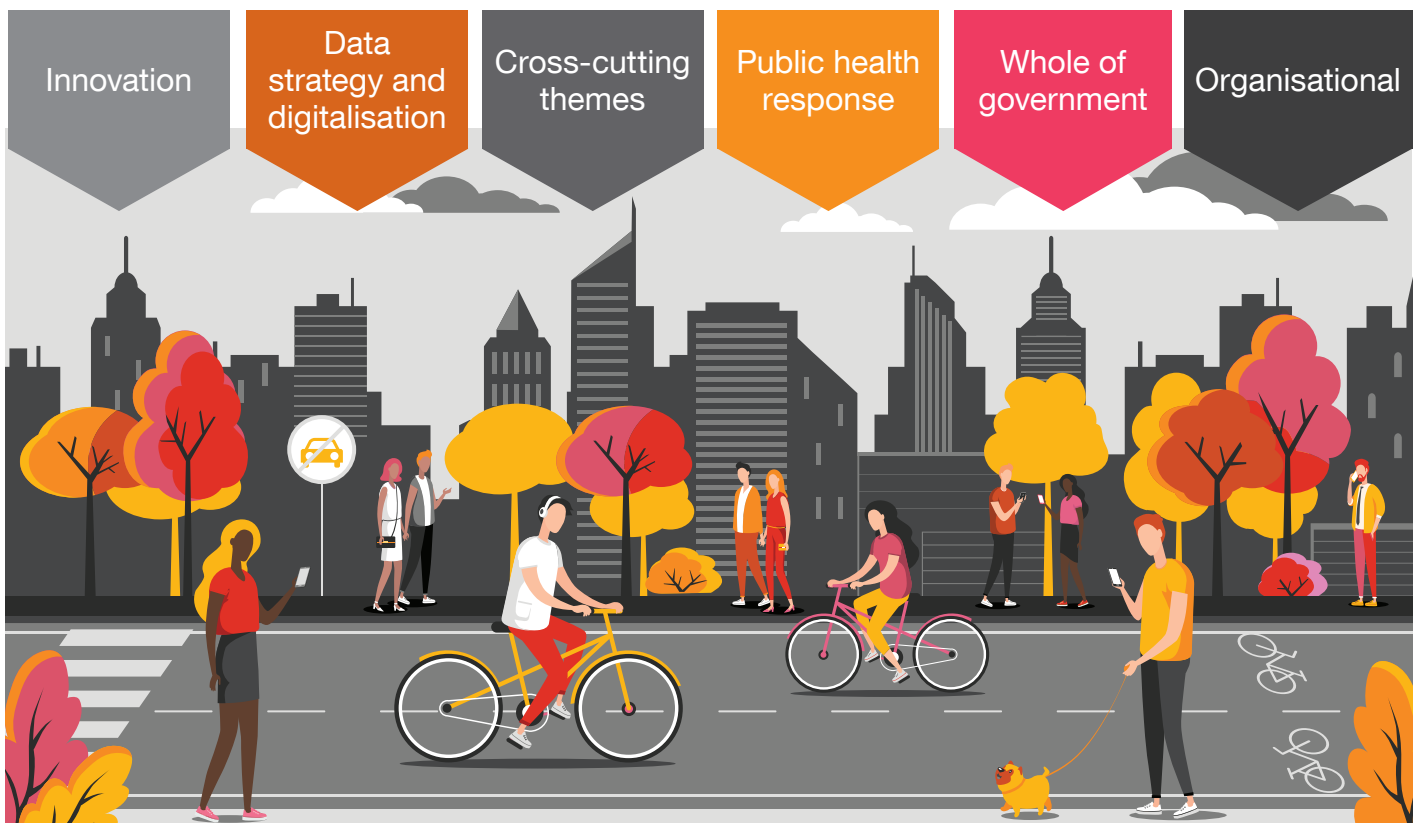 Innovation
Data
strategy and
digitalisation
Cross-cutting
themes
Public health
response
Whole of
government
Organisational